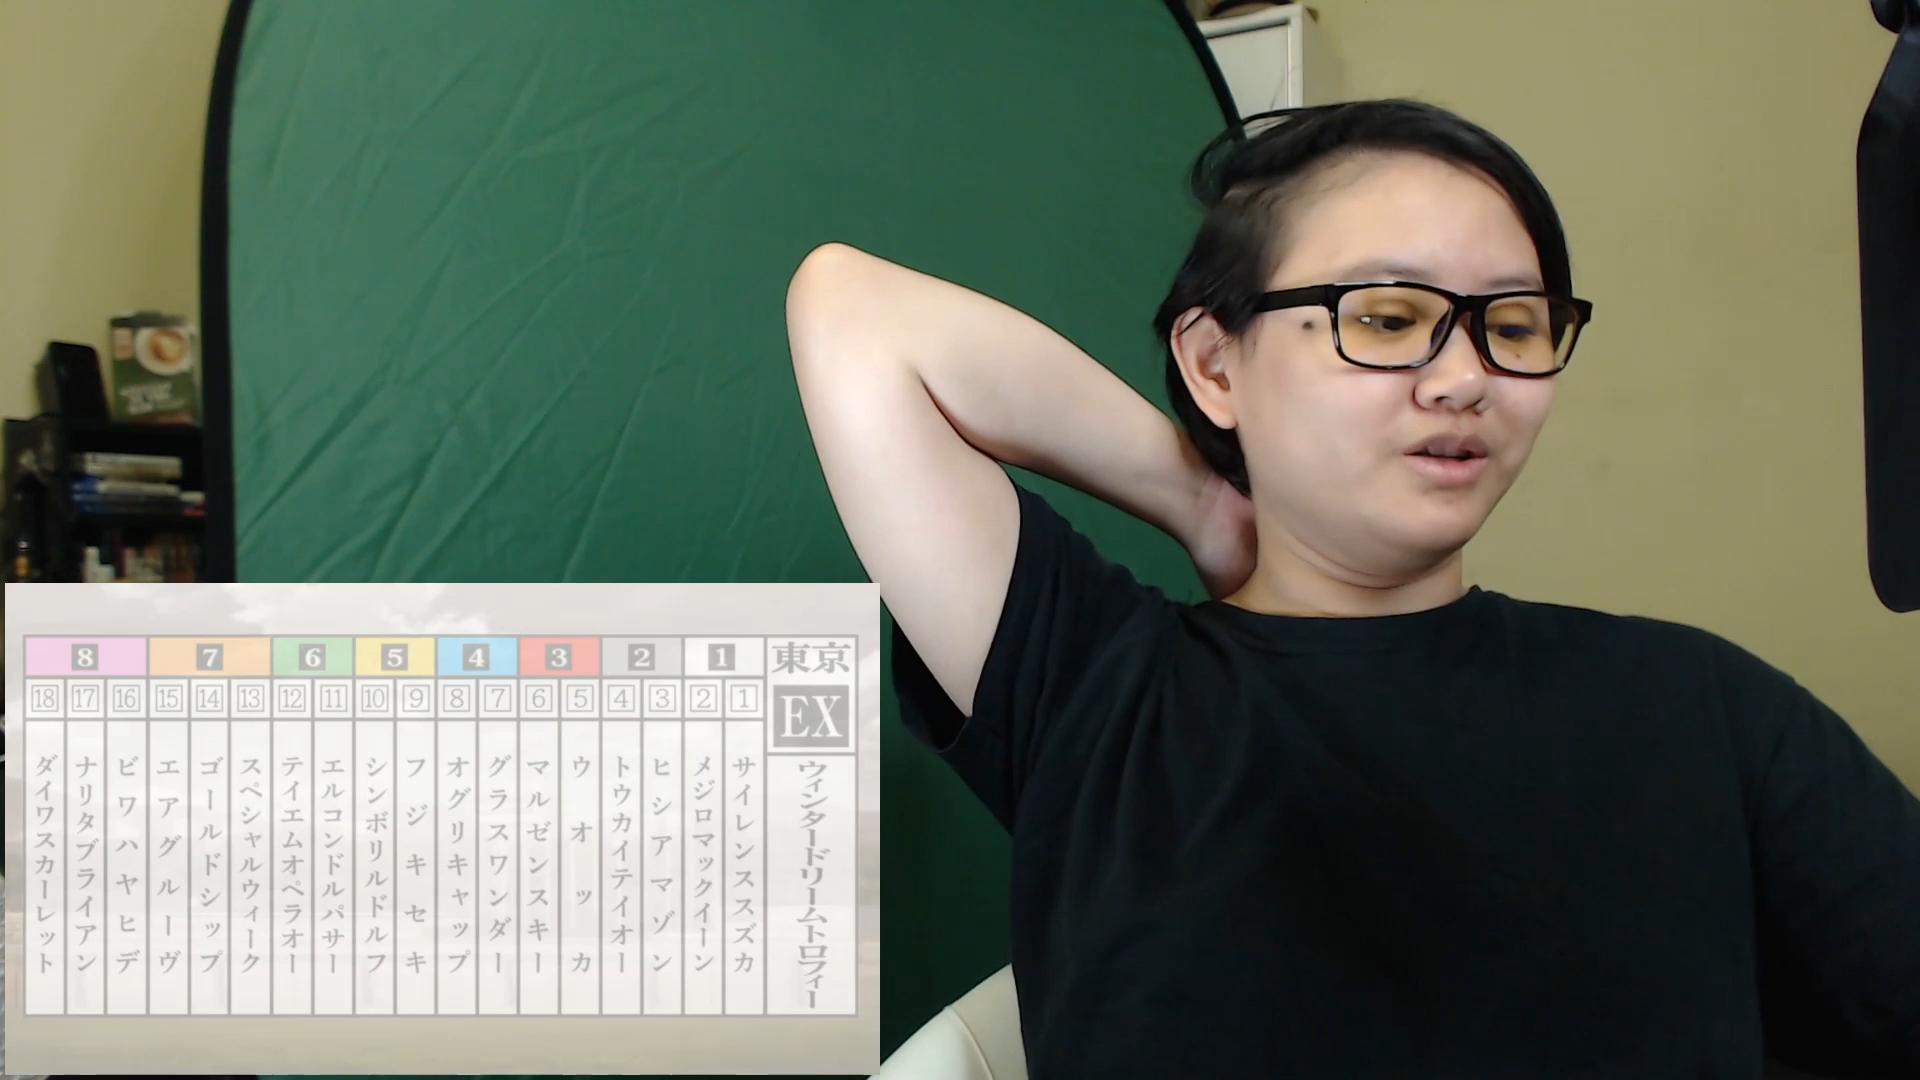 東京
EX
ウィンタードリームトロフィー
1 2 3 4 5 6 7 8
1 サイレンススズカ
2 メジロマックイーン
3 ヒシアマゾン
4 トウカイテイオー
5 ウオッカ
6 マルゼンスキー
7 グラスワンダー
8 オグリキャップ
9 フジキセキ
10 シンボリルドルフ
11 エルコンドルパサー
12 テイエムオペラオー
13 スペシャルウィーク
14 ゴールドシップ
15 エアグルーヴ
16 ビワハヤヒデ
17 ナリタブライアン
18 ダイワスカーレット